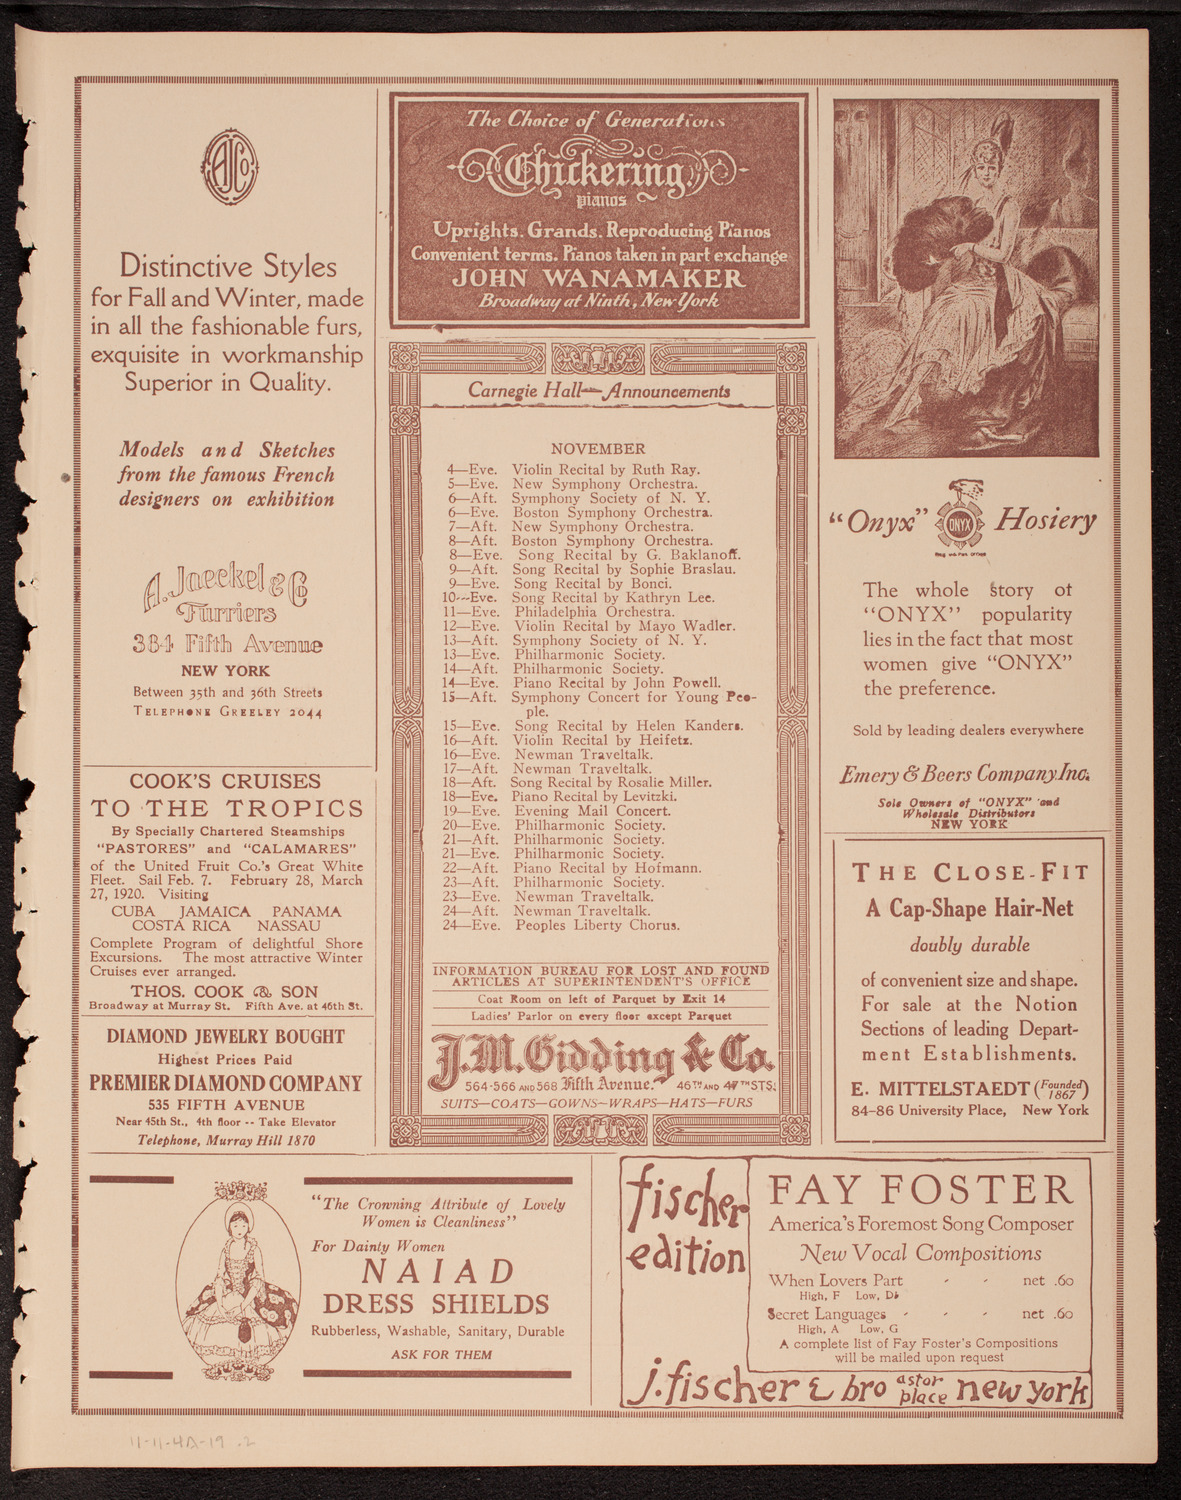 AJCo
Distinctive Styles
for Fall and Winter, made
in all the fashionable furs,
exquisite in workmanship
Superior in Quality.
Models and Sketches
from the famous French
designers on exhibition
A. Jaeckel & Co
Furriers
384 Fifth Avenue
NEW YORK
Between 35th and 36th Streets
TELEPHONE GREELEY 2044
COOK'S CRUISES
TO THE TROPICS
By Specially Chartered Steamships
"PASTORES" and "CALAMARES"
of the United Fruit Co.'s Great White
Fleet. Sail Feb. 7. February 28, March
27, 1920. Visiting
CUBA JAMAICA PANAMA
COSTA RICA NASSAU
Complete Program of delightful Shore
Excursions. The most attractive Winter
Cruises ever arranged.
THOS. COOK & SON
Broadway at Murray St. Fifth Ave. at 46th St.
DIAMOND JEWELRY BOUGHT
Highest Prices Paid
PREMIER DIAMOND COMPANY
535 FIFTH AVENUE
Near 45th St., 4th floor -- Take Elevator
Telephone, Murray Hill 1870
The Choice of Generations
Chickering
pianos
Uprights. Grands. Reproducing Pianos
Convenient terms. Pianos taken in part exchange
JOHN WANAMAKER
Broadway at Ninth, New York
Carnegie Hall—Announcements
NOVEMBER
4—Eve. Violin Recital by Ruth Ray.
5—Eve. New Symphony Orchestra.
6—Aft. Symphony Society of N. Y.
6—Eve. Boston Symphony Orchestra.
7—Aft. New Symphony Orchestra.
8—Aft. Boston Symphony Orchestra.
8—Eve. Song Recital by G. Baklanoff.
9—Aft. Song Recital by Sophie Braslau.
9—Eve. Song Recital by Bonci.
10--Eve. Song Recital by Kathryn Lee.
11—Eve. Philadelphia Orchestra.
12—Eve. Violin Recital by Mayo Wadler.
13—Aft. Symphony Society of N. Y.
13—Eve. Philharmonic Society.
14—Aft. Philharmonic Society.
14—Eve. Piano Recital by John Powell.
15—Aft. Symphony Concert for Young Peo-
ple.
15—Eve. Song Recital by Helen Kanders.
16—Aft. Violin Recital by Heifetz.
16—Eve. Newman Traveltalk.
17—Aft. Newman Traveltalk.
18—Aft. Song Recital by Rosalie Miller.
18—Eve. Piano Recital by Levitzki.
19—Eve. Evening Mail Concert.
20—Eve. Philharmonic Society.
21—Aft. Philharmonic Society.
21—Eve. Philharmonic Society.
22—Aft. Piano Recital by Hofmann.
23—Aft. Philharmonic Society.
23—Eve. Newman Traveltalk.
24—Aft. Newman Traveltalk.
24—Eve. Peoples Liberty Chorus.
INFORMATION BUREAU FOR LOST AND FOUND
ARTICLES AT SUPERINTENDENT'S OFFICE
Coat Room on left of Parquet by Exit 14
Ladies' Parlor on every floor except Parquet
J.M. Gidding & Co.
564-566 AND 568 Fifth Avenue. 46TH AND 47TH STS.
SUITS—COATS—GOWNS—WRAPS—HATS—FURS
"Onyx" ONYX Hosiery
Reg. U.S. Pat. Office
The whole story of
"ONYX" popularity
lies in the fact that most
women give "ONYX"
the preference.
Sold by leading dealers everywhere
Emery & Beers Company.Inc.
Sole Owners of "ONYX" and
Wholesale Distributors
NEW YORK
THE CLOSE-FIT
A Cap-Shape Hair-Net
doubly durable
of convenient size and shape.
For sale at the Notion
Sections of leading Depart-
ment Establishments.
E. MITTELSTAEDT (Founded 1867)
84-86 University Place, New York
"The Crowning Attribute of Lovely
Women is Cleanliness"
For Dainty Women
NAIAD
DRESS SHIELDS
Rubberless, Washable, Sanitary, Durable
ASK FOR THEM
fischer
edition
FAY FOSTER
America's Foremost Song Composer
New Vocal Compositions
When Lovers Part - - net .60
High, F Low, D♭
Secret Languages - - - net .60
High, A Low, G
A complete list of Fay Foster's Compositions
will be mailed upon request
j. fischer & bro astor place new york
11-11-4A-19 .2